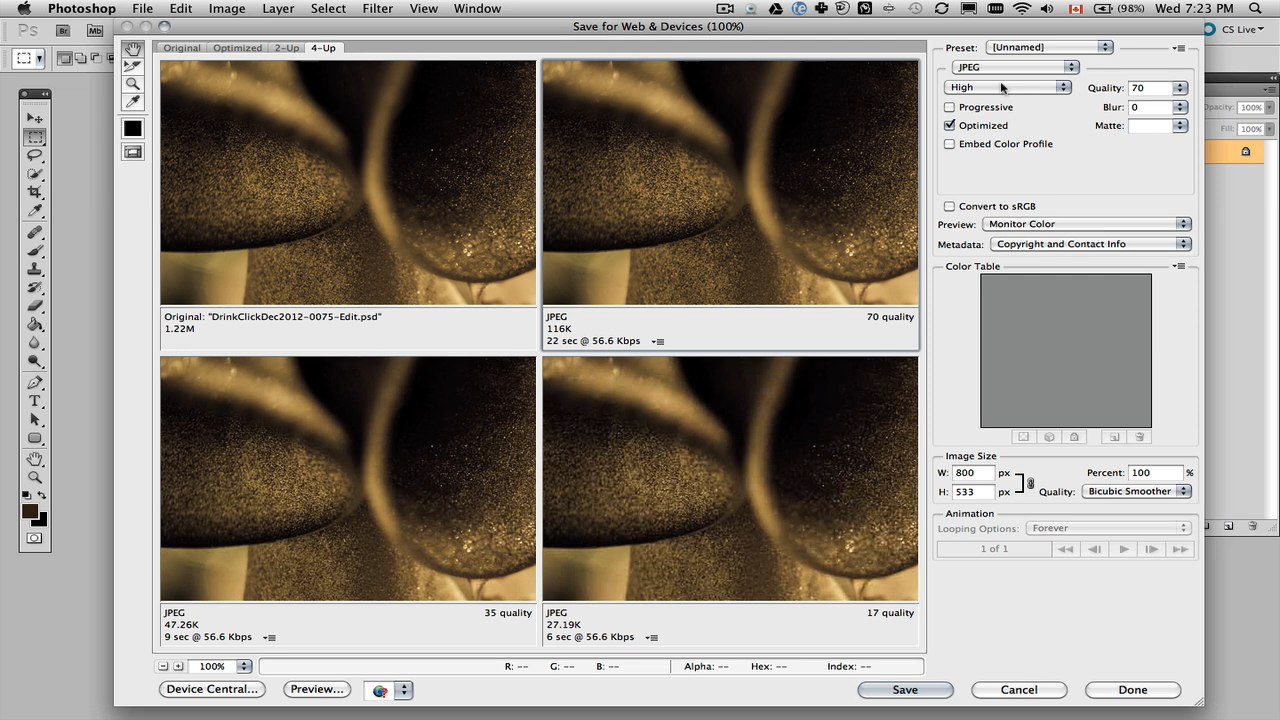 Photoshop File Edit Image Layer Select Filter View Window (98%) Wed 7:23 PM
Ps Br Mb CS Live
Save for Web & Devices (100%)
Original Optimized 2-Up 4-Up
Preset: [Unnamed]
JPEG
High Quality: 70
Progressive Blur: 0
Optimized Matte:
Embed Color Profile
Convert to sRGB
Preview: Monitor Color
Metadata: Copyright and Contact Info
Color Table
Opacity: 100%
Fill: 100%
Original: "DrinkClickDec2012-0075-Edit.psd"
1.22M
JPEG 70 quality
116K
22 sec @ 56.6 Kbps
JPEG 35 quality
47.26K
9 sec @ 56.6 Kbps
JPEG 17 quality
27.19K
6 sec @ 56.6 Kbps
Image Size
W: 800 px Percent: 100 %
H: 533 px Quality: Bicubic Smoother
Animation
Looping Options: Forever
1 of 1
100% R: -- G: -- B: -- Alpha: -- Hex: -- Index: --
Device Central... Preview... Save Cancel Done